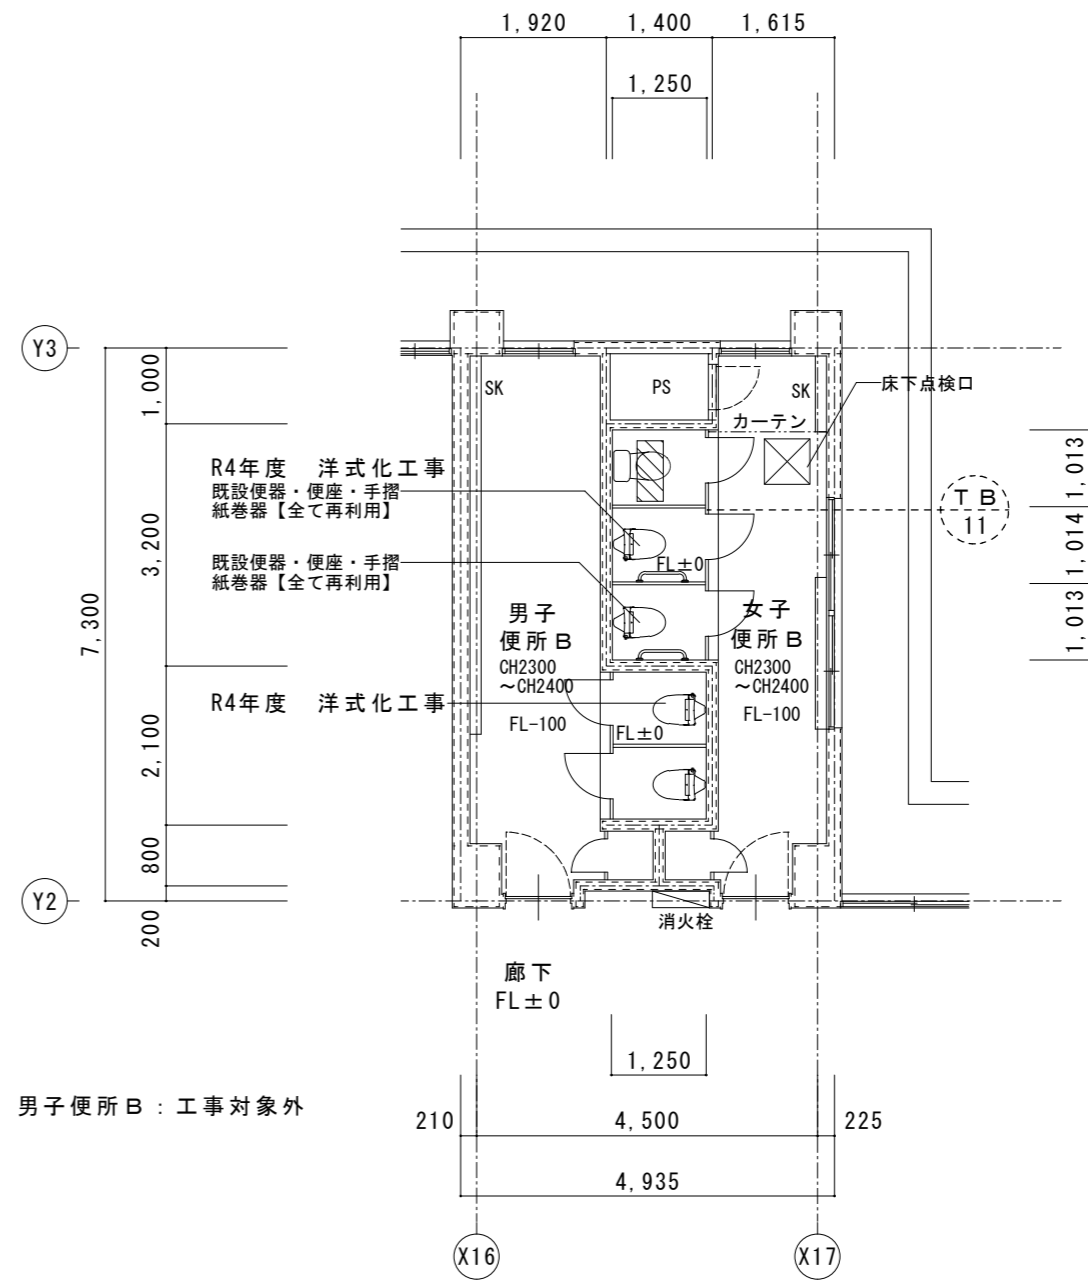 1,920
1,400
1,615
1,250
Y3
1,000
SK
PS
SK
床下点検口
カーテン
R4年度 洋式化工事
既設便器・便座・手摺
紙巻器【全て再利用】
1,013
TB
11
1,014
3,200
FL±0
既設便器・便座・手摺
紙巻器【全て再利用】
1,013
7,300
男子
便所B
CH2300
～CH2400
FL-100
女子
便所B
CH2300
～CH2400
FL-100
R4年度 洋式化工事
FL±0
2,100
800
Y2
200
消火栓
廊下
FL±0
1,250
男子便所B：工事対象外
210
4,500
225
4,935
X16
X17